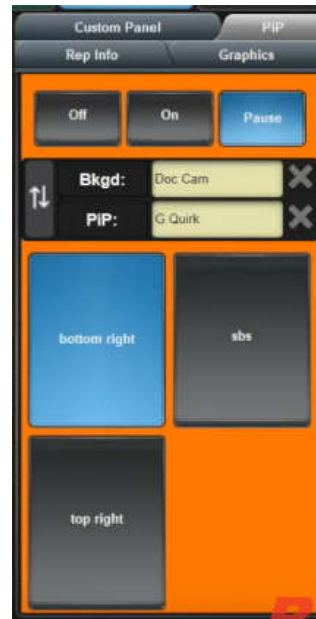 Custom Panel PiP
Rep Info Graphics
Off On Pause
Bkgd: Doc Cam
PiP: G Quirk
bottom right sbs
top right